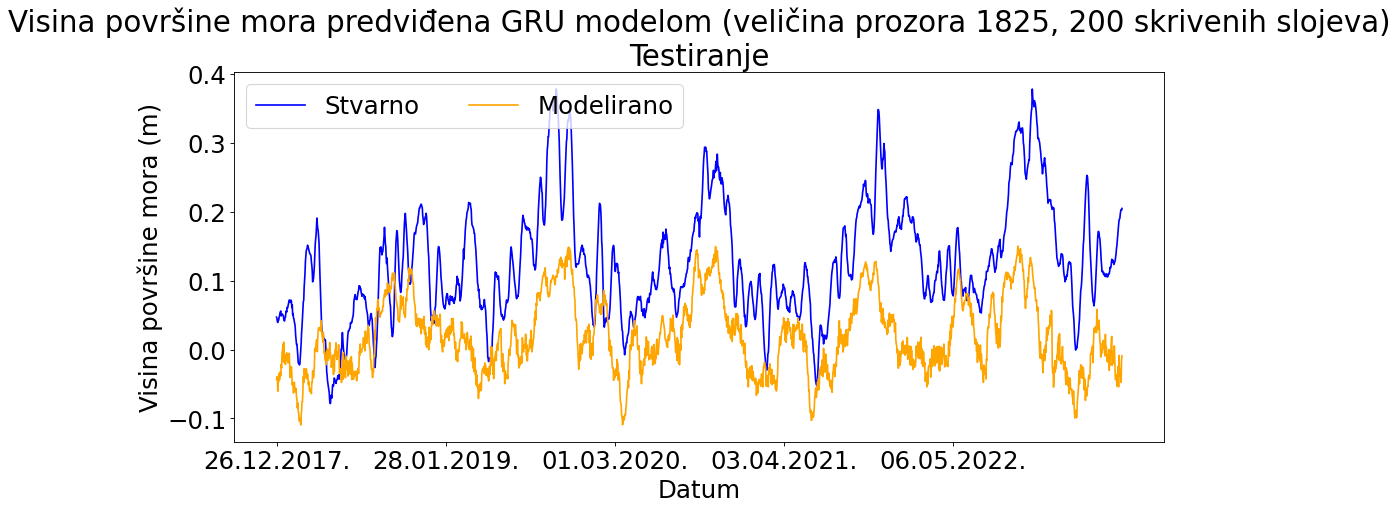 Visina površine mora predviđena GRU modelom (veličina prozora 1825, 200 skrivenih slojeva)
Testiranje
Stvarno
Modelirano
Visina površine mora (m)
0.4
0.3
0.2
0.1
0.0
−0.1
26.12.2017.
28.01.2019.
01.03.2020.
03.04.2021.
06.05.2022.
Datum